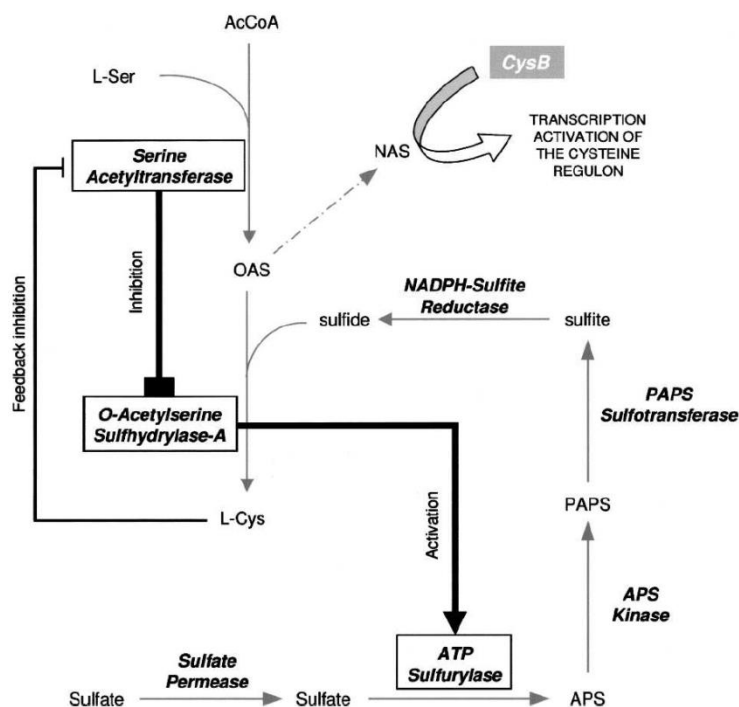 AcCoA
CysB
L-Ser
TRANSCRIPTION
ACTIVATION OF
THE CYSTEINE
REGULON
NAS
Serine
Acetyltransferase
OAS
Inhibition
Feedback inhibition
NADPH-Sulfite
Reductase
sulfide
sulfite
PAPS
Sulfotransferase
O-Acetylserine
Sulfhydrylase-A
L-Cys
Activation
PAPS
APS
Kinase
ATP
Sulfurylase
Sulfate
Permease
Sulfate
Sulfate
APS